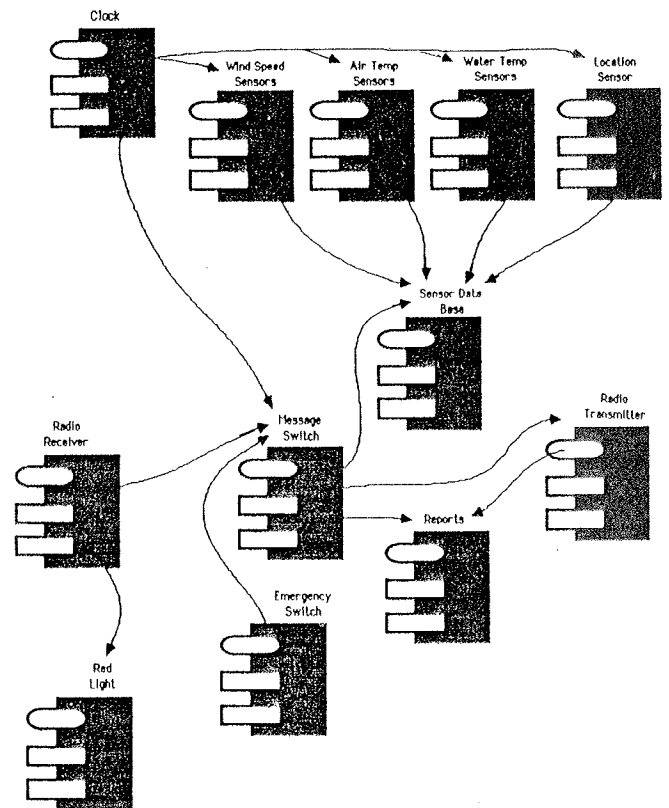 Clock
Wind Speed
Sensors
Air Temp
Sensors
Water Temp
Sensors
Location
Sensor
Sensor Data
Base
Radio
Transmitter
Message
Switch
Radio
Receiver
Reports
Emergency
Switch
Red
Light